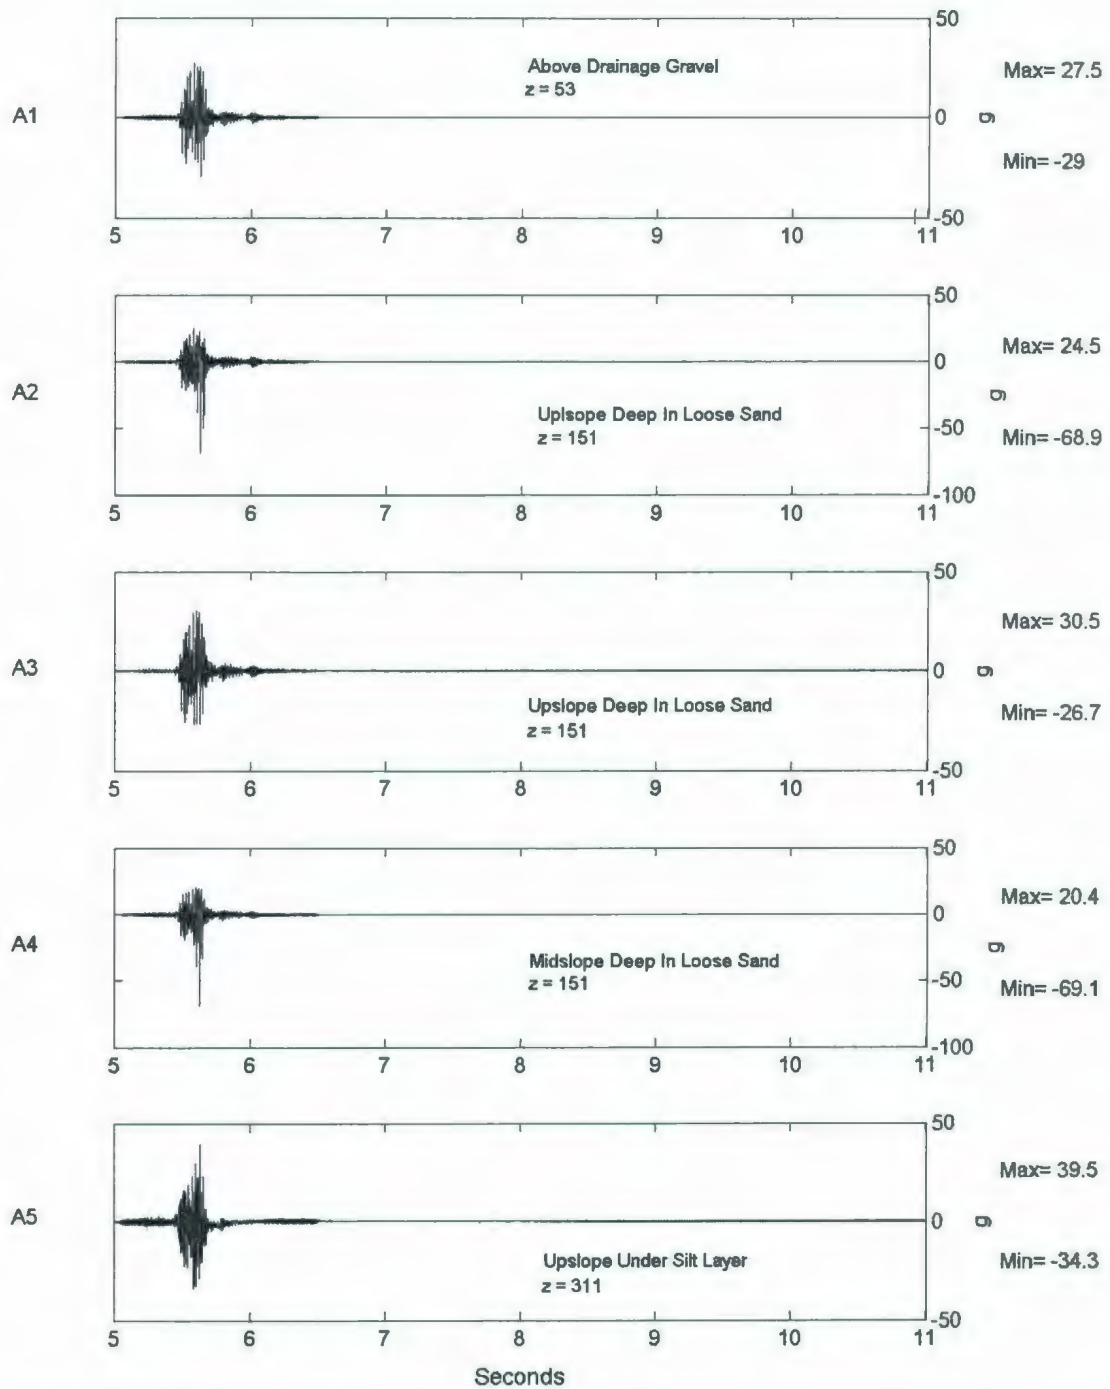 50
Above Drainage Gravel
z = 53
Max= 27.5
A1
0
g
Min= -29
-50
5 6 7 8 9 10 11
50
Max= 24.5
0
A2
g
Uplsope Deep In Loose Sand
z = 151
-50
Min= -68.9
-100
5 6 7 8 9 10 11
50
Max= 30.5
A3
0
g
Upslope Deep In Loose Sand
z = 151
Min= -26.7
-50
5 6 7 8 9 10 11
50
Max= 20.4
0
A4
g
Midslope Deep In Loose Sand
z = 151
-50
Min= -69.1
-100
5 6 7 8 9 10 11
50
Max= 39.5
A5
0
g
Upslope Under Silt Layer
z = 311
Min= -34.3
-50
5 6 7 8 9 10 11
Seconds